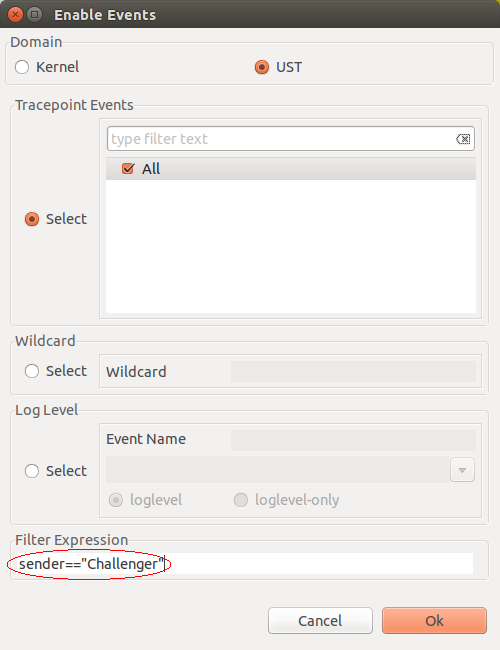 Enable Events
Domain
Kernel
UST
Tracepoint Events
type filter text
All
Select
Wildcard
Select
Wildcard
Log Level
Event Name
Select
loglevel
loglevel-only
Filter Expression
sender=="Challenger"
Cancel
Ok